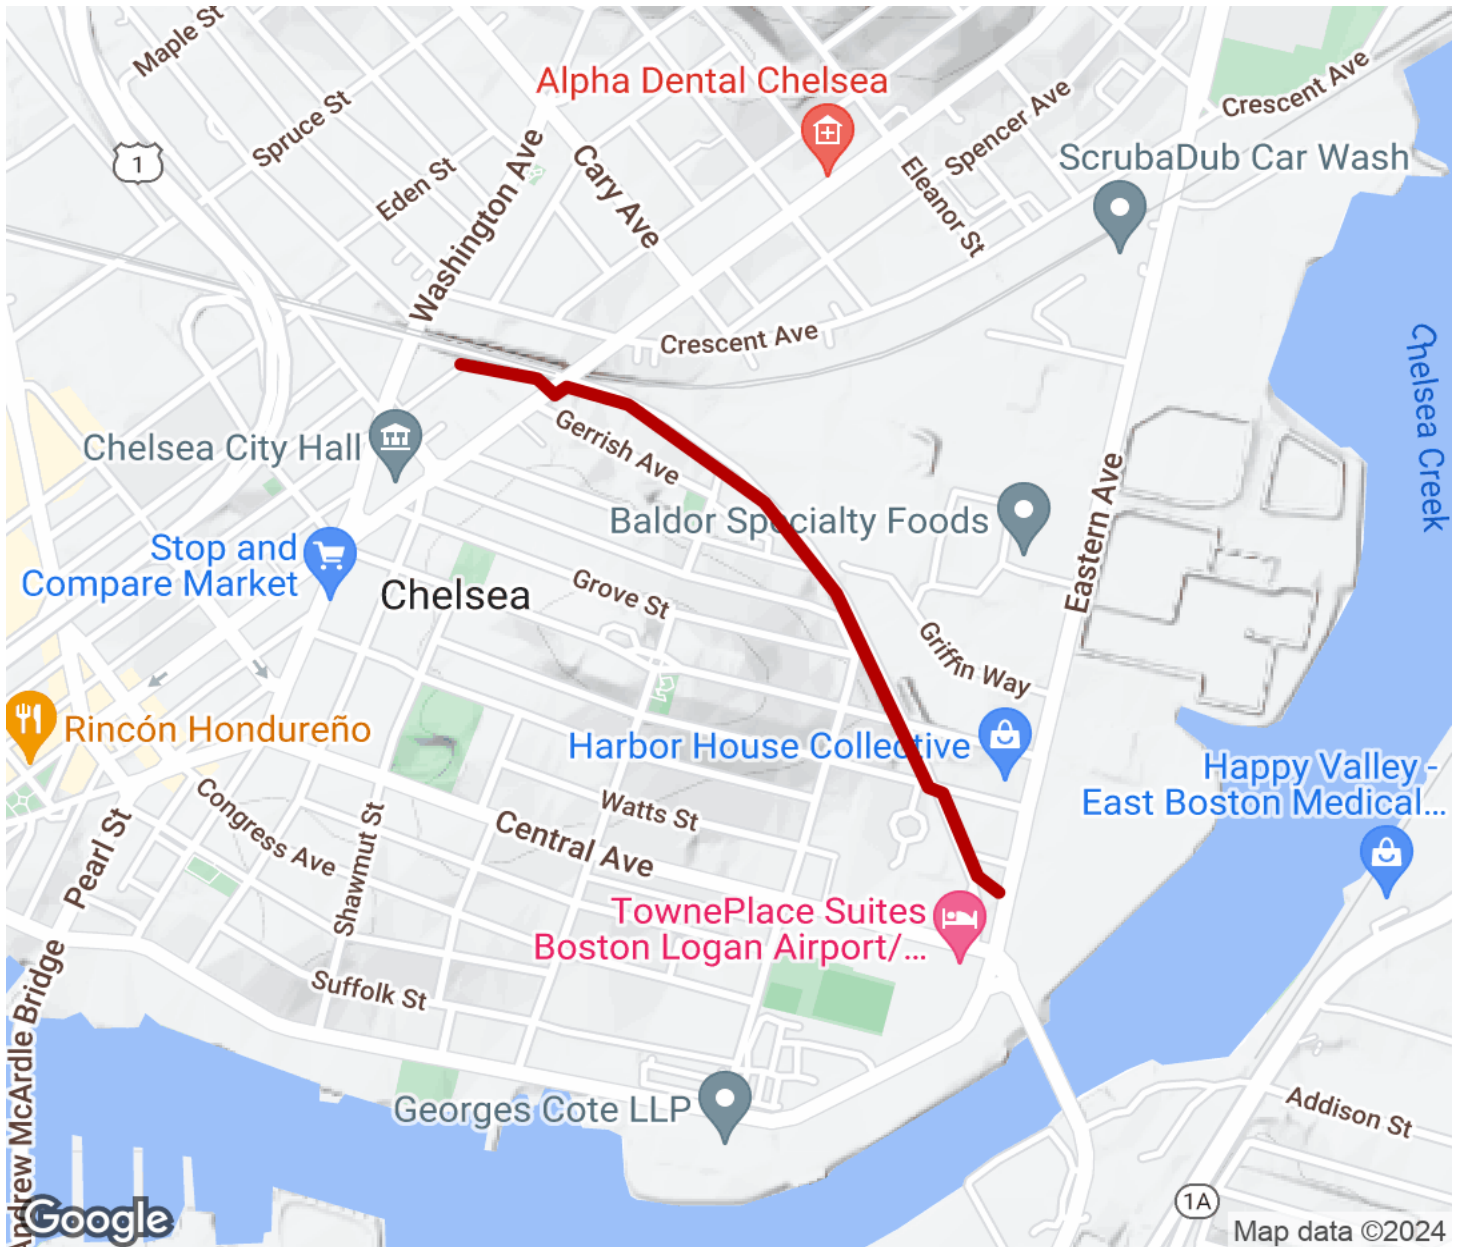 Maple St
Alpha Dental Chelsea
Crescent Ave
Spruce St
Spencer Ave
1
ScrubaDub Car Wash
Eden St
Washington Ave
Cary Ave
Eleanor St
Crescent Ave
Chelsea Creek
Chelsea City Hall
Gerrish Ave
Baldor Specialty Foods
Eastern Ave
Stop and
Compare Market
Chelsea
Grove St
Griffin Way
Rincón Hondureño
Harbor House Collective
Happy Valley -
East Boston Medical...
Congress Ave
Watts St
Central Ave
Pearl St
Shawmut St
TownePlace Suites
Boston Logan Airport/...
Suffolk St
Andrew McArdle Bridge
Georges Cote LLP
Addison St
1A
Google
Map data ©2024